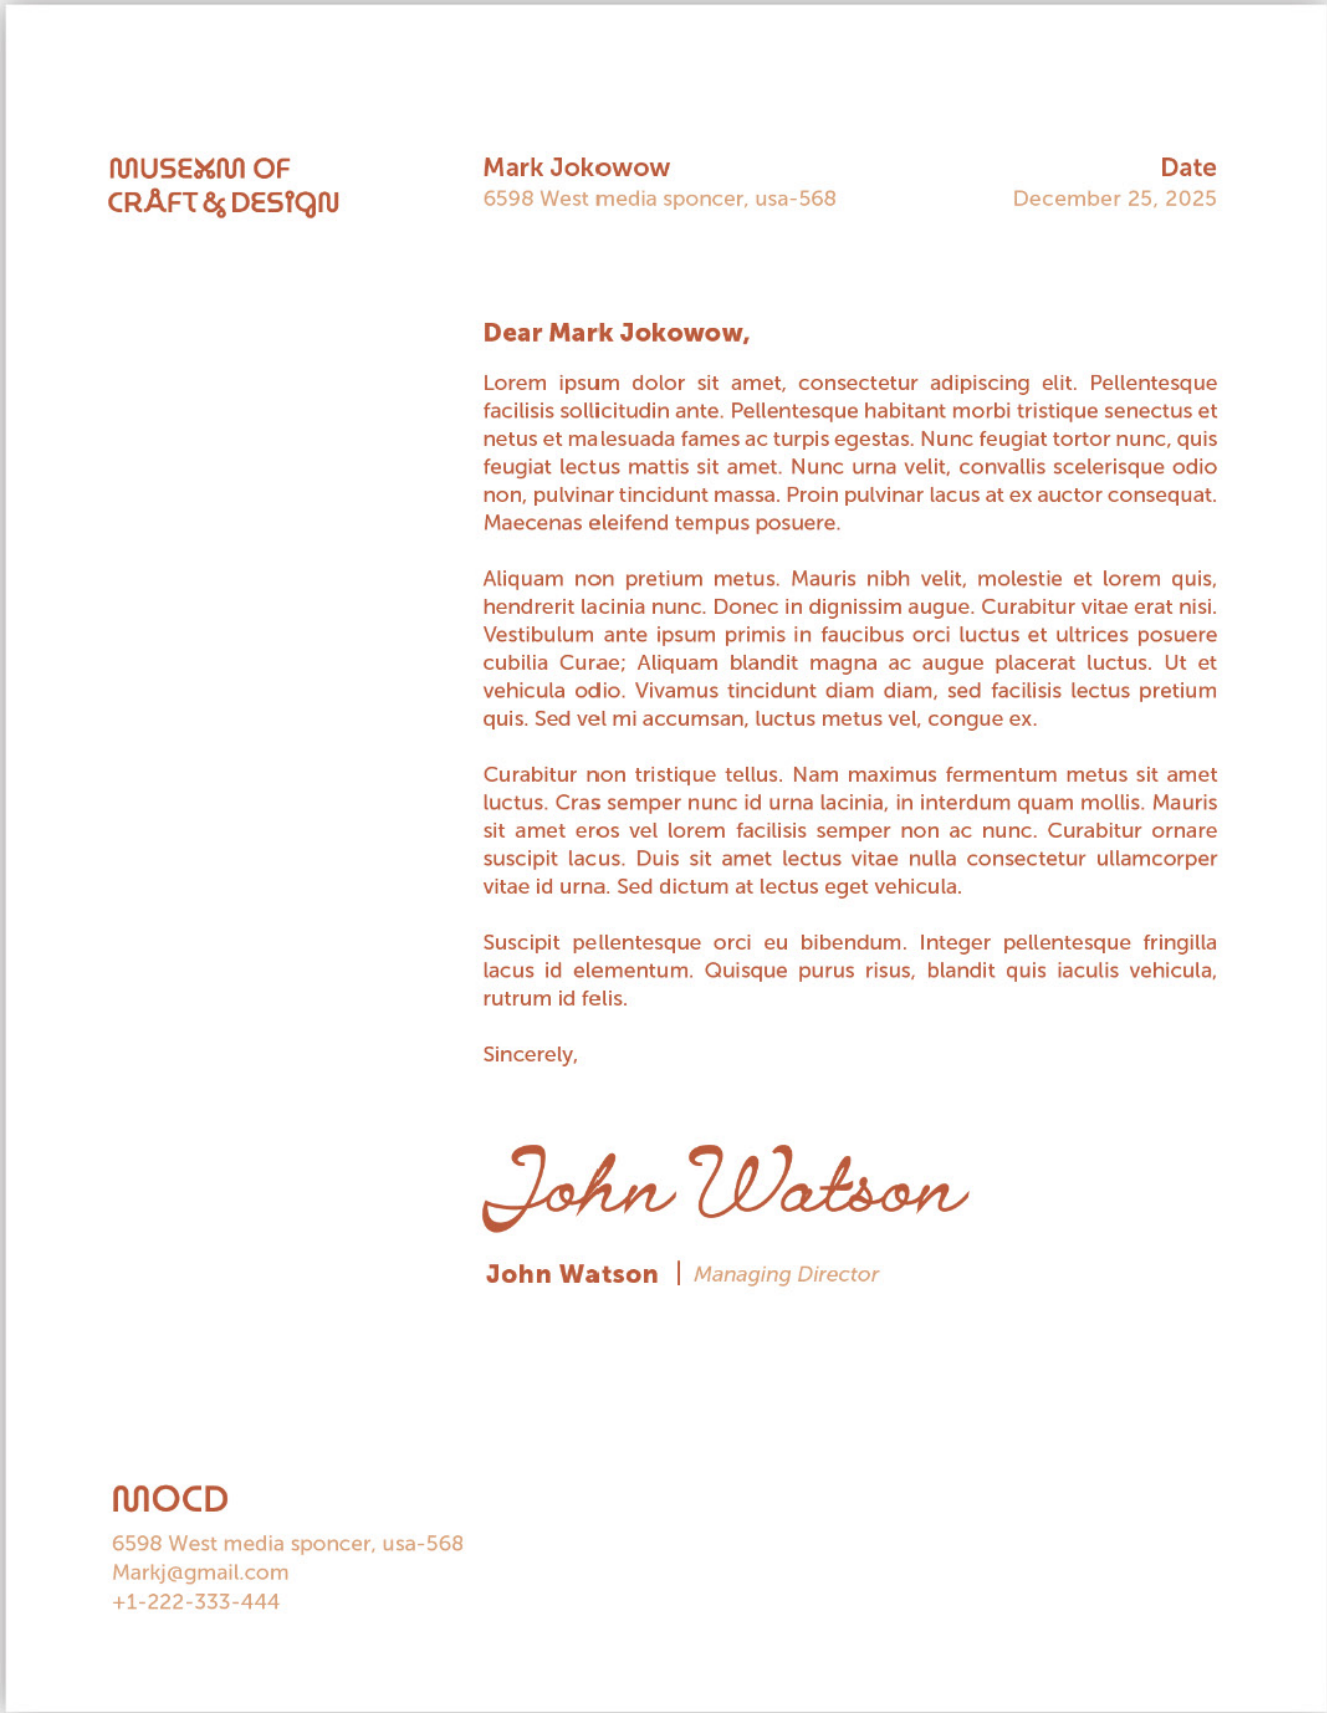 MUSEUM OF
CRAFT & DESIGN
Mark Jokowow
6598 West media sponcer, usa-568
Date
December 25, 2025
Dear Mark Jokowow,
Lorem ipsum dolor sit amet, consectetur adipiscing elit. Pellentesque
facilisis sollicitudin ante. Pellentesque habitant morbi tristique senectus et
netus et malesuada fames ac turpis egestas. Nunc feugiat tortor nunc, quis
feugiat lectus mattis sit amet. Nunc urna velit, convallis scelerisque odio
non, pulvinar tincidunt massa. Proin pulvinar lacus at ex auctor consequat.
Maecenas eleifend tempus posuere.
Aliquam non pretium metus. Mauris nibh velit, molestie et lorem quis,
hendrerit lacinia nunc. Donec in dignissim augue. Curabitur vitae erat nisi.
Vestibulum ante ipsum primis in faucibus orci luctus et ultrices posuere
cubilia Curae; Aliquam blandit magna ac augue placerat luctus. Ut et
vehicula odio. Vivamus tincidunt diam diam, sed facilisis lectus pretium
quis. Sed vel mi accumsan, luctus metus vel, congue ex.
Curabitur non tristique tellus. Nam maximus fermentum metus sit amet
luctus. Cras semper nunc id urna lacinia, in interdum quam mollis. Mauris
sit amet eros vel lorem facilisis semper non ac nunc. Curabitur ornare
suscipit lacus. Duis sit amet lectus vitae nulla consectetur ullamcorper
vitae id urna. Sed dictum at lectus eget vehicula.
Suscipit pellentesque orci eu bibendum. Integer pellentesque fringilla
lacus id elementum. Quisque purus risus, blandit quis iaculis vehicula,
rutrum id felis.
Sincerely,
John Watson
John Watson | Managing Director
MOCD
6598 West media sponcer, usa-568
Markj@gmail.com
+1-222-333-444